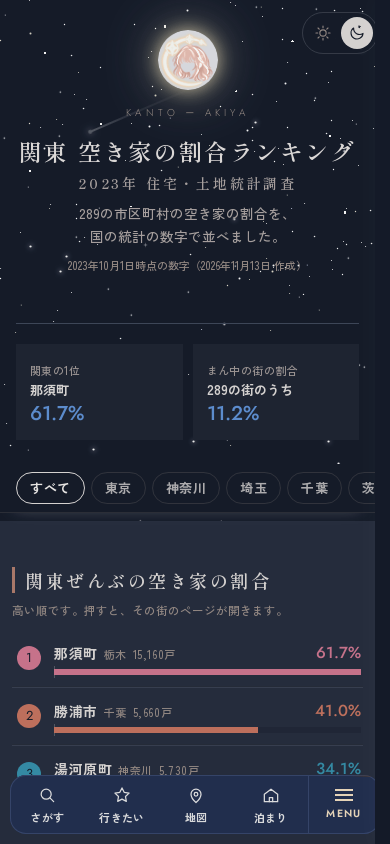 KANTO — AKIYA
関東 空き家の割合ランキング
2023年 住宅・土地統計調査
289の市区町村の空き家の割合を、
国の統計の数字で並べました。
2023年10月1日時点の数字（2026年11月13日 作成）
関東の1位
那須町
61.7%
まん中の街の割合
289の街のうち
11.2%
すべて 東京 神奈川 埼玉 千葉 茨
関東ぜんぶの空き家の割合
高い順です。押すと、その街のページが開きます。
1 那須町 栃木 15,160戸 61.7%
2 勝浦市 千葉 5,660戸 41.0%
3 湯河原町 神奈川 5,730戸 34.1%
さがす 行きたい 地図 泊まり MENU